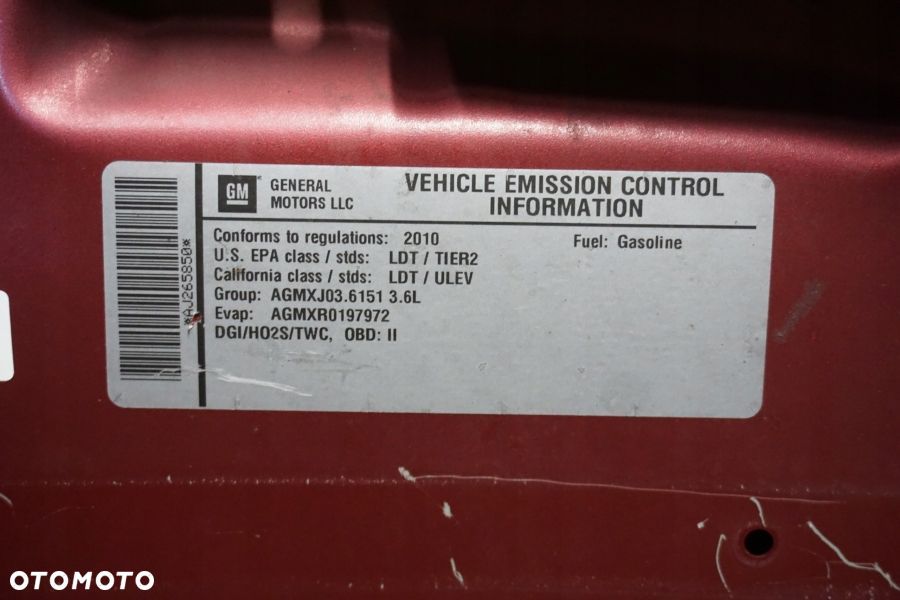 GM
GENERAL
MOTORS LLC
VEHICLE EMISSION CONTROL
INFORMATION
Conforms to regulations: 2010
Fuel: Gasoline
U.S. EPA class / stds: LDT / TIER2
California class / stds: LDT / ULEV
Group: AGMXJ03.6151 3.6L
Evap: AGMXR0197972
DGI/HO2S/TWC, OBD: II
*AJ265850*
OTOMOTO